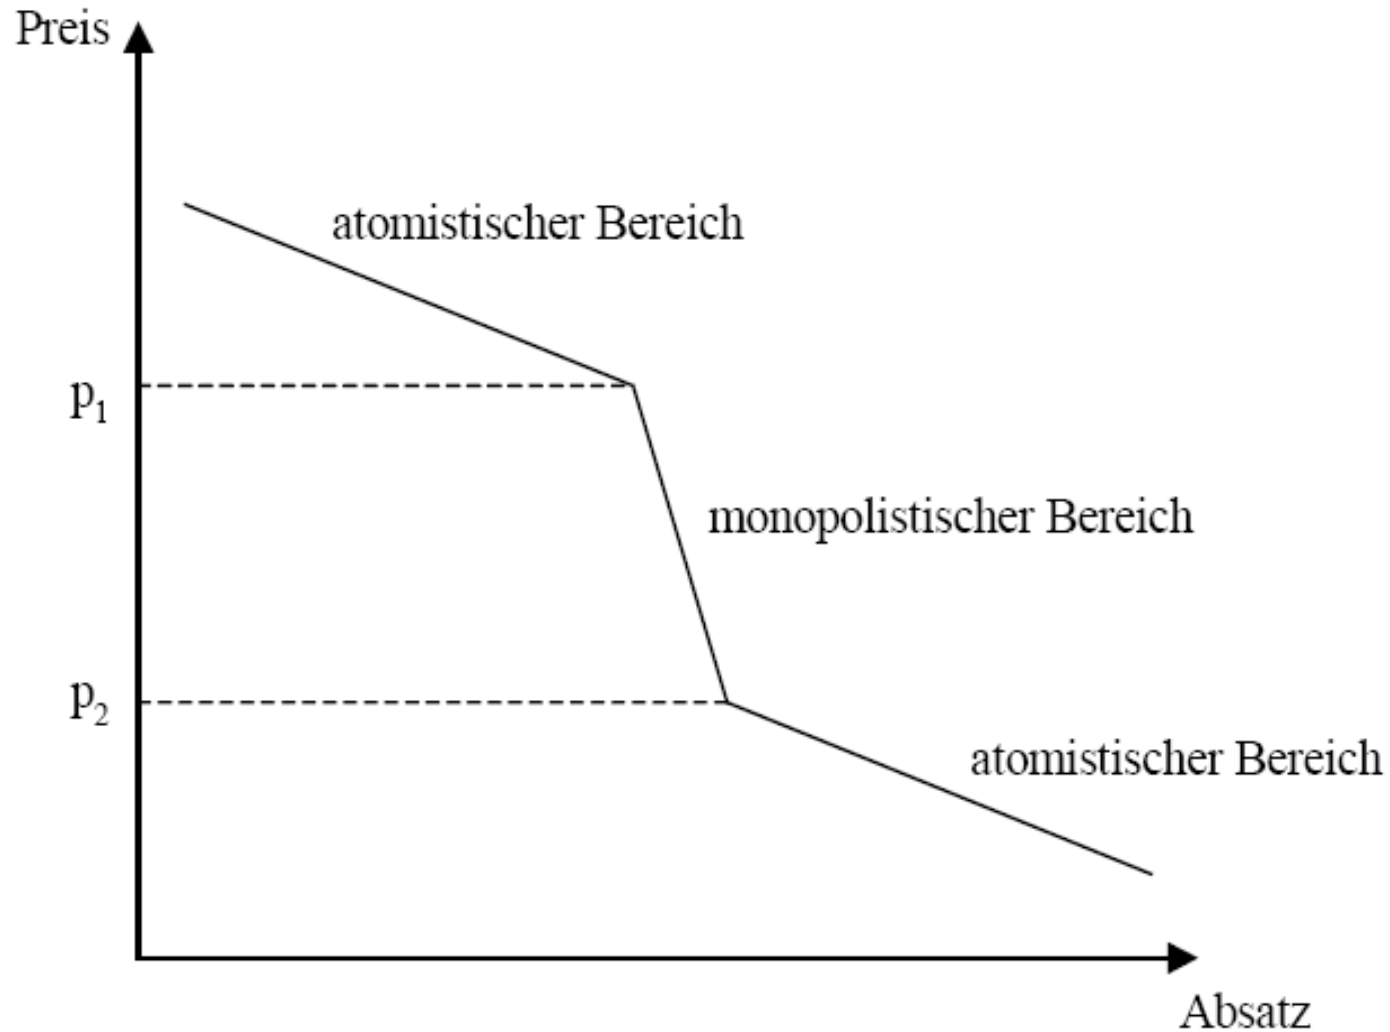 Preis
atomistischer Bereich
p1
monopolistischer Bereich
p2
atomistischer Bereich
Absatz